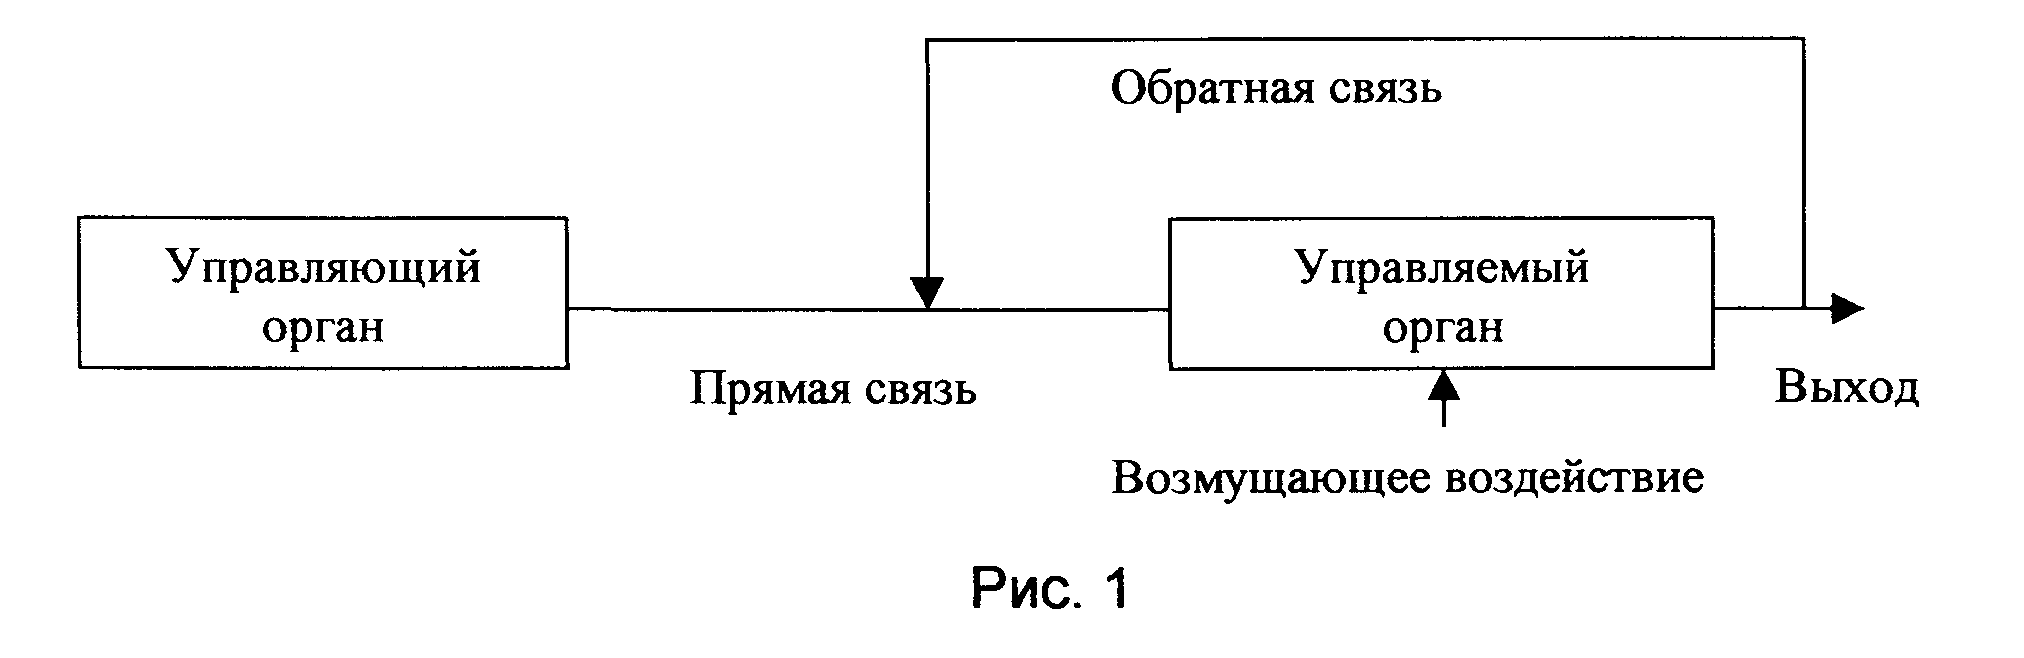 Обратная связь
Управляющий
орган
Управляемый
орган
Прямая связь
Выход
Возмущающее воздействие
Рис. 1